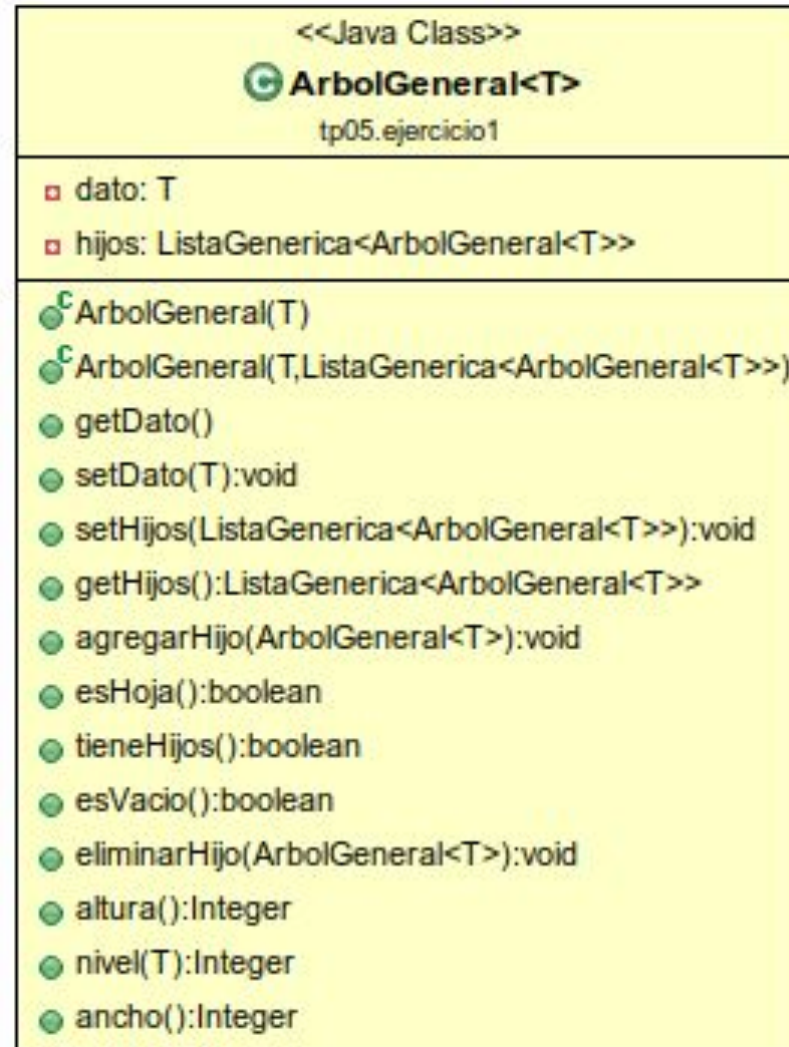 <<Java Class>>
C ArbolGeneral<T>
tp05.ejercicio1
dato: T
hijos: ListaGenerica<ArbolGeneral<T>>
C ArbolGeneral(T)
C ArbolGeneral(T,ListaGenerica<ArbolGeneral<T>>)
getDato()
setDato(T):void
setHijos(ListaGenerica<ArbolGeneral<T>>):void
getHijos():ListaGenerica<ArbolGeneral<T>>
agregarHijo(ArbolGeneral<T>):void
esHoja():boolean
tieneHijos():boolean
esVacio():boolean
eliminarHijo(ArbolGeneral<T>):void
altura():Integer
nivel(T):Integer
ancho():Integer